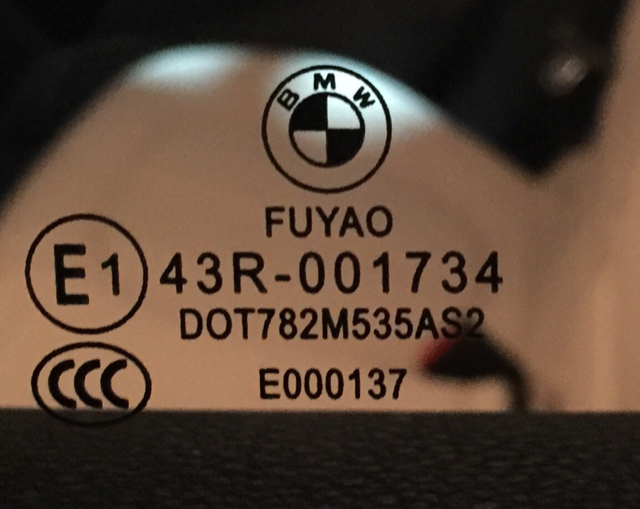 BMW
FUYAO
E1 43R-001734
DOT782M535AS2
CCC E000137